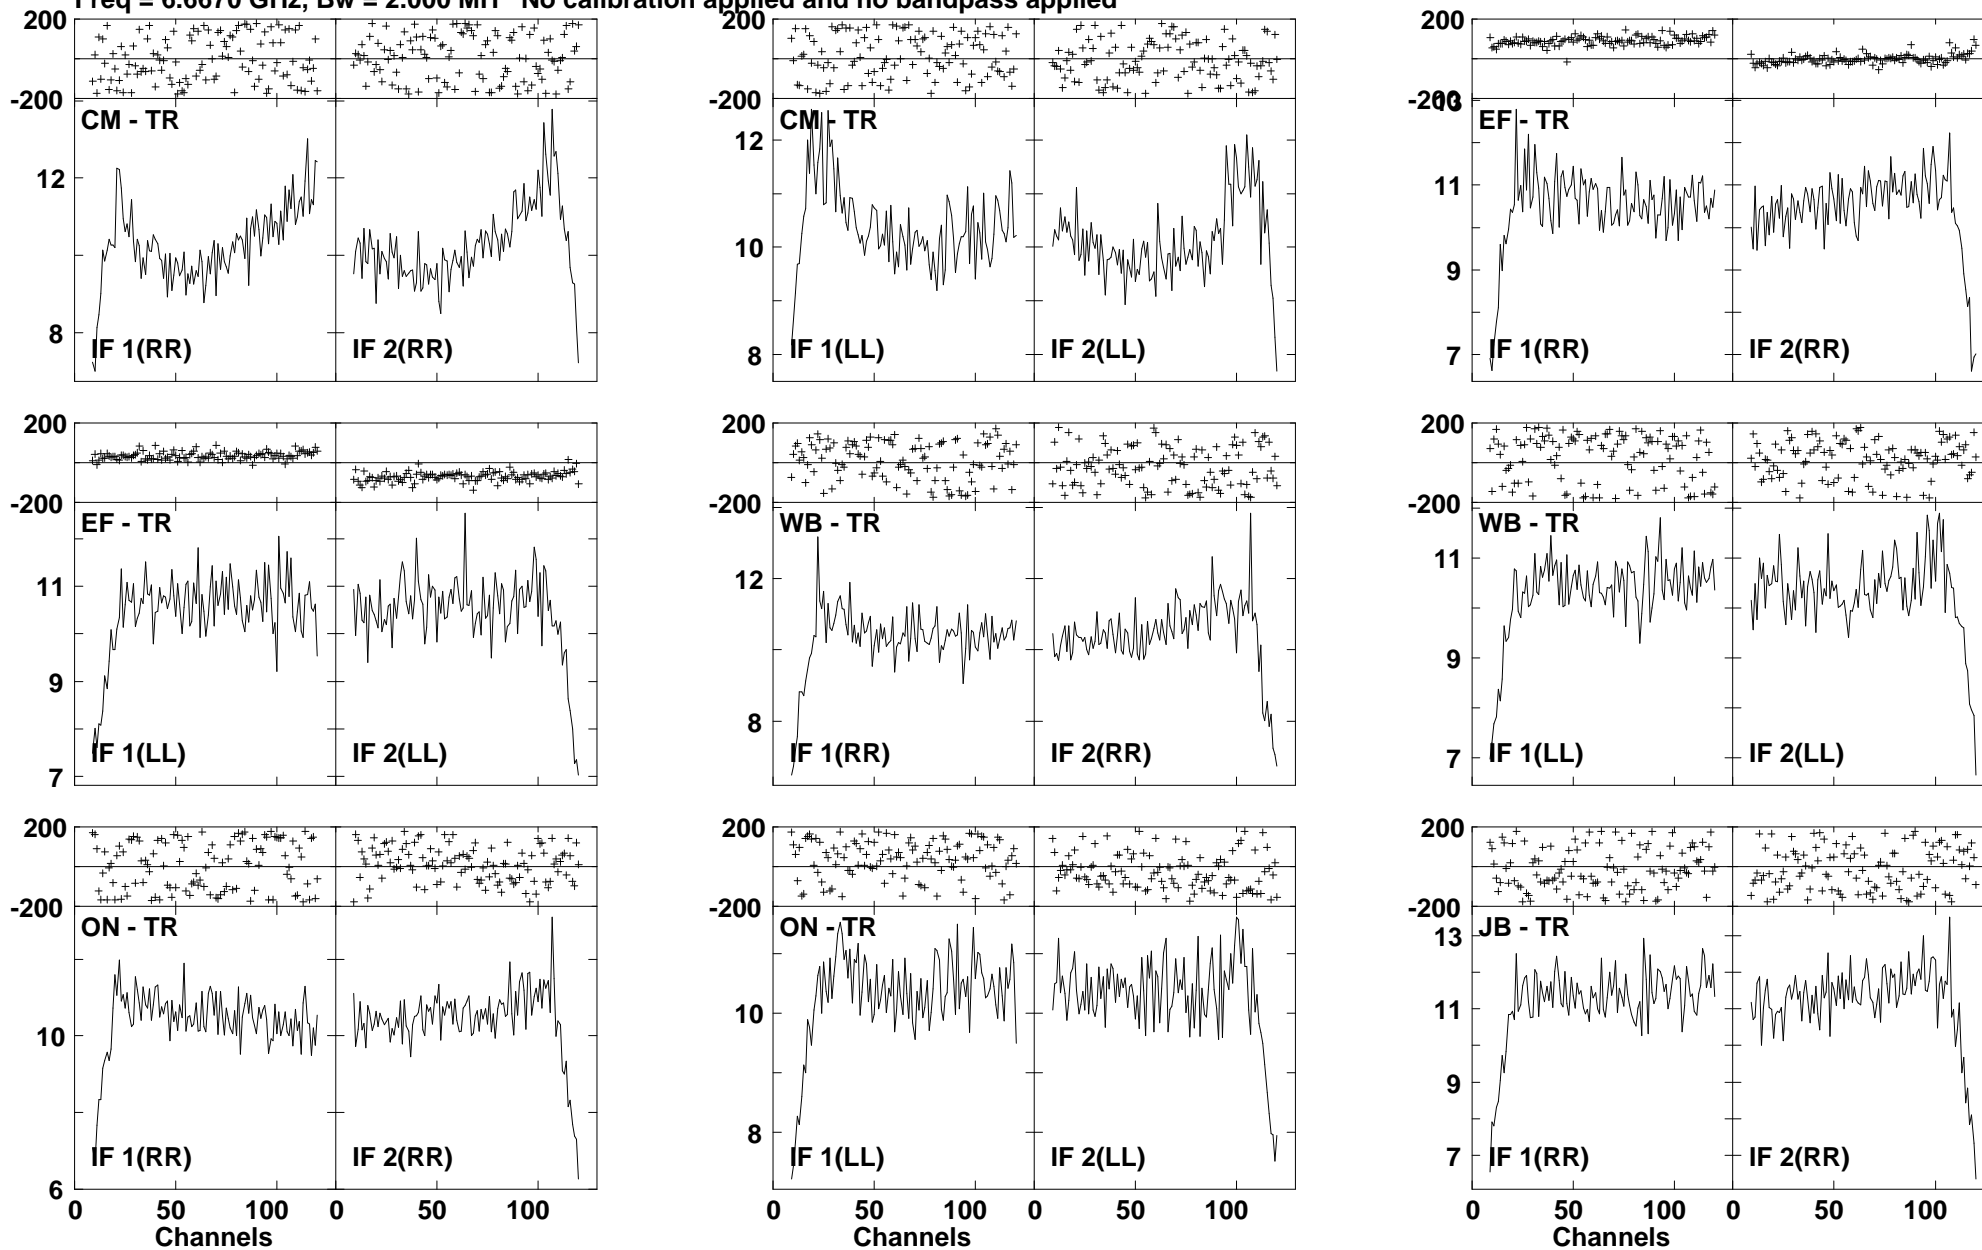 Freq = 6.6670 GHz, Bw = 2.000 MH No calibration applied and no bandpass applied
200
-200
CM - TR
12
8
IF 1(RR)
IF 2(RR)
200
-200
CM - TR
12
10
8
IF 1(LL)
IF 2(LL)
200
-200
13
EF - TR
11
9
7
IF 1(RR)
IF 2(RR)
200
-200
EF - TR
11
9
7
IF 1(LL)
IF 2(LL)
200
-200
WB - TR
12
8
IF 1(RR)
IF 2(RR)
200
-200
WB - TR
11
9
7
IF 1(LL)
IF 2(LL)
200
-200
ON - TR
10
6
IF 1(RR)
IF 2(RR)
0 50 100 0 50 100
Channels
200
-200
ON - TR
10
8
IF 1(LL)
IF 2(LL)
0 50 100 0 50 100
Channels
200
-200
JB - TR
13
11
9
7
IF 1(RR)
IF 2(RR)
0 50 100 0 50 100
Channels